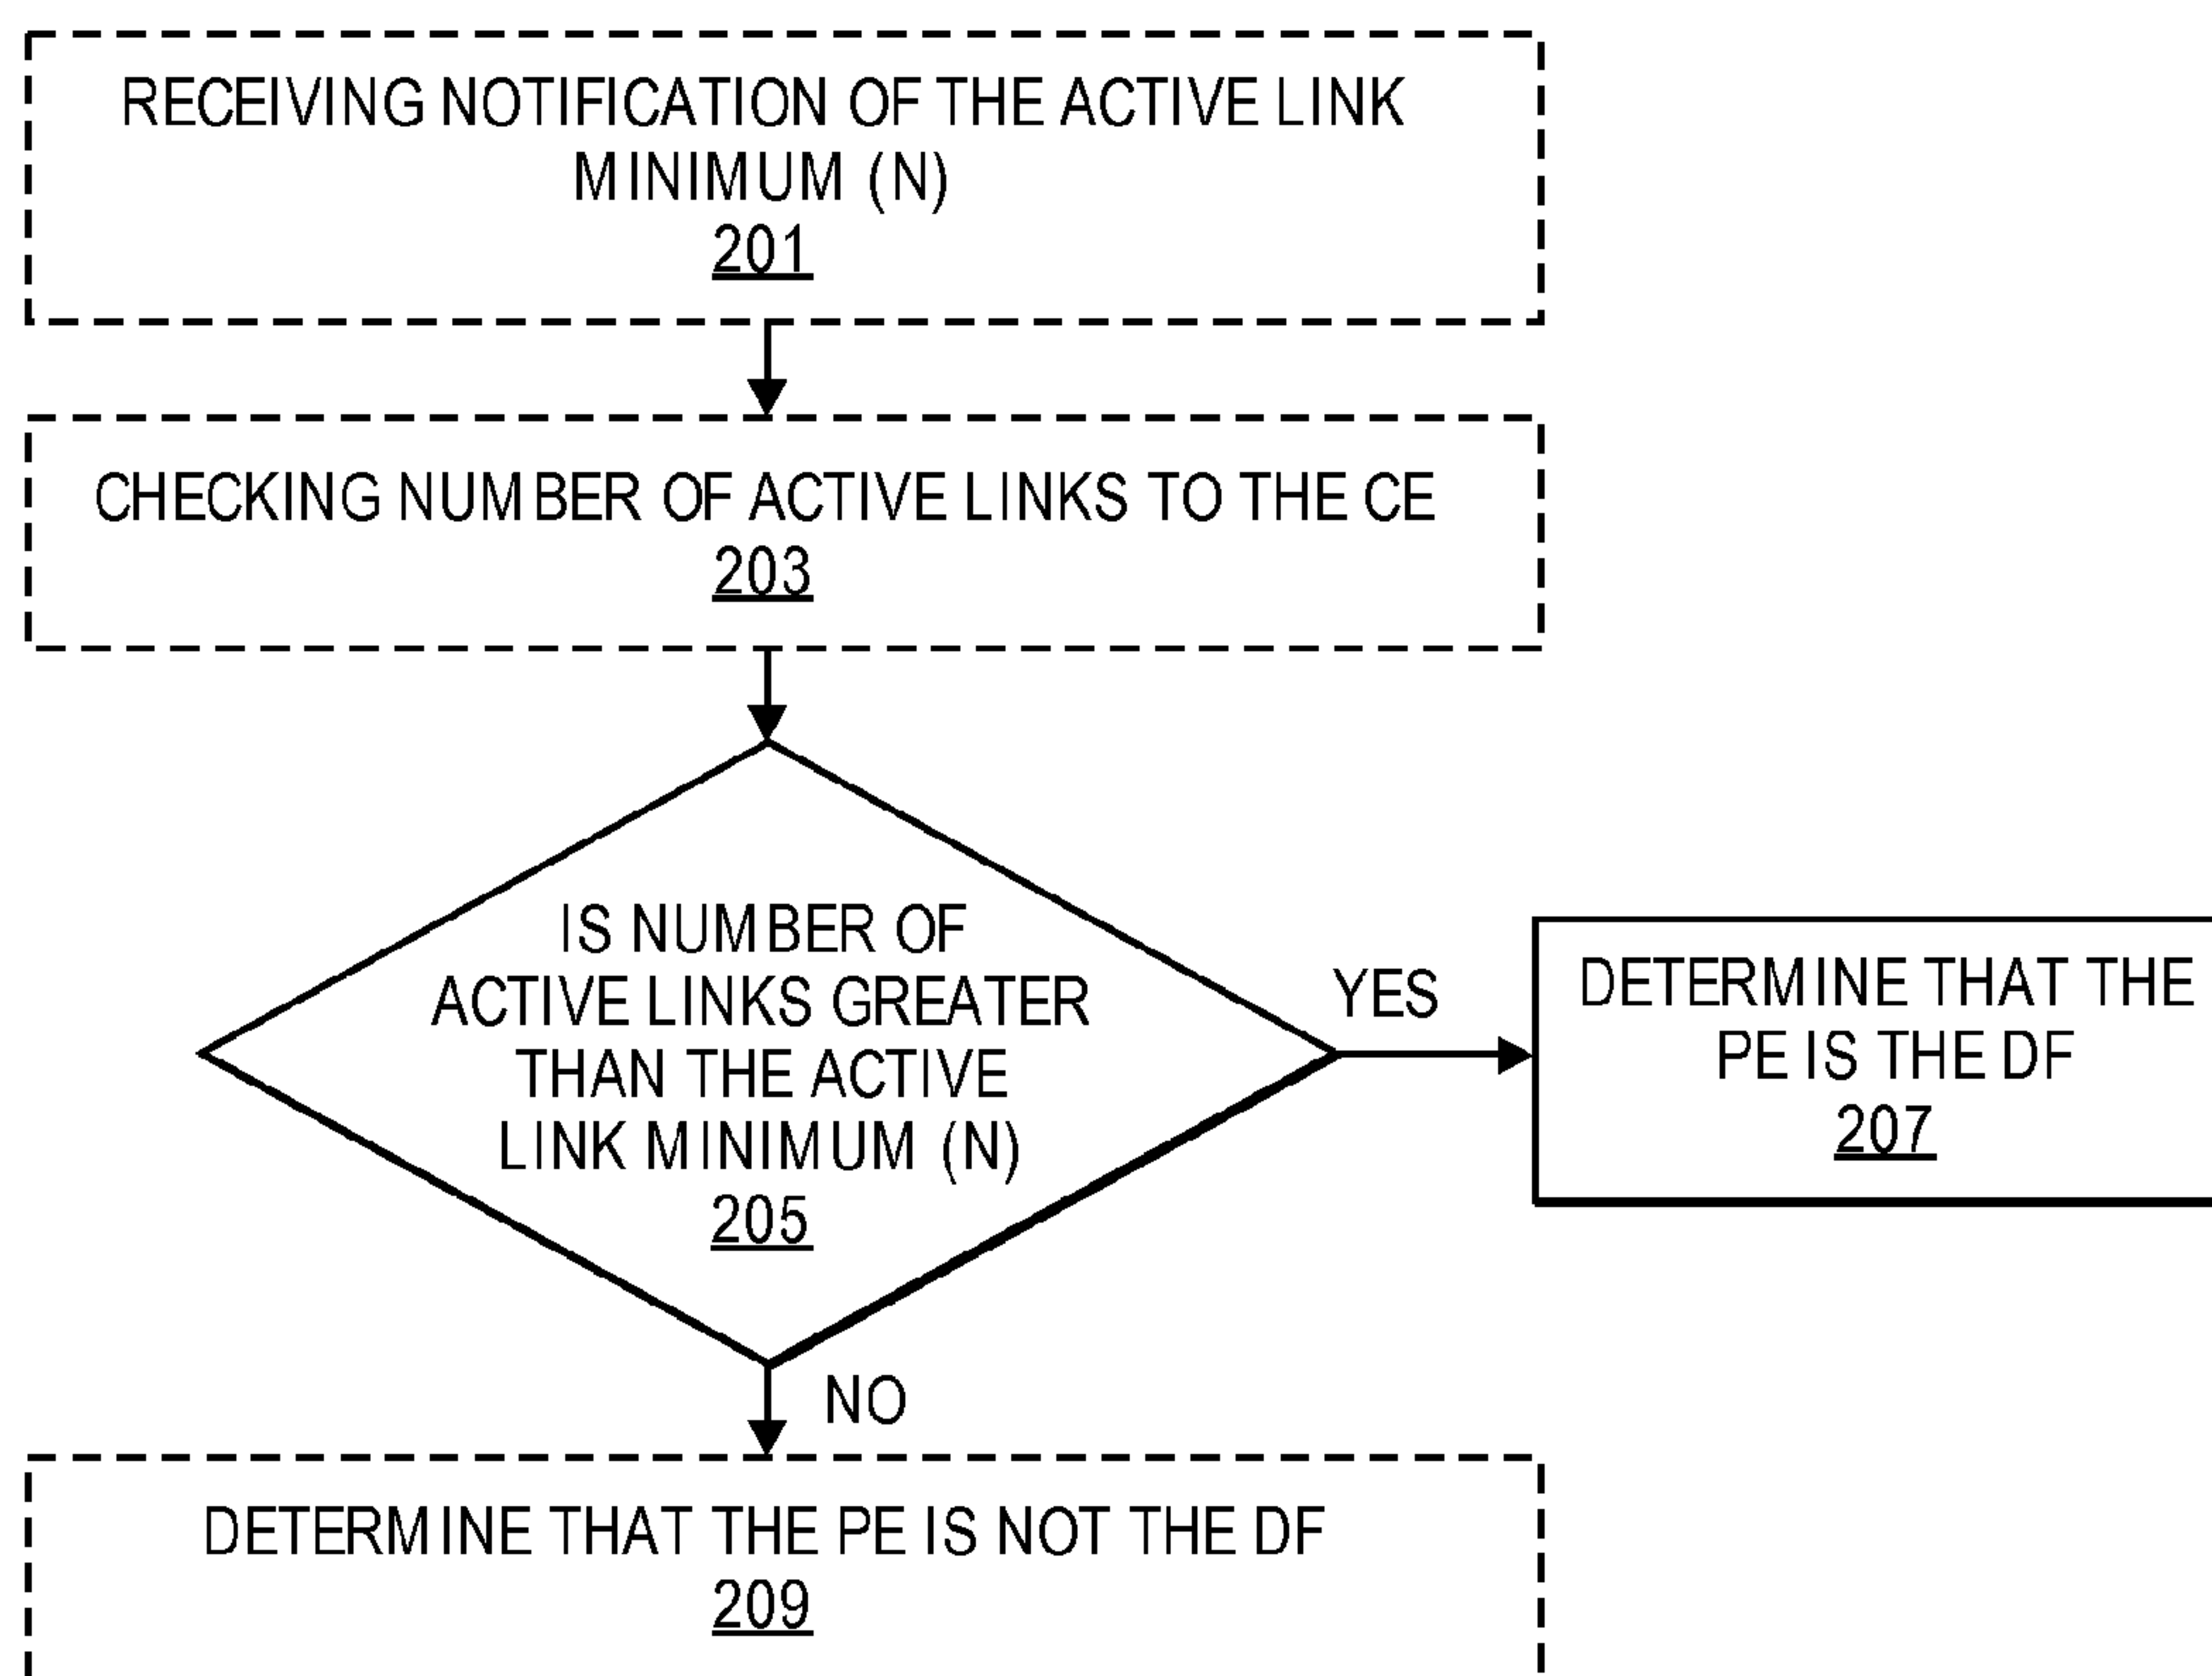 RECEIVING NOTIFICATION OF THE ACTIVE LINK
MINIMUM (N)
201
CHECKING NUMBER OF ACTIVE LINKS TO THE CE
203
IS NUMBER OF
ACTIVE LINKS GREATER
THAN THE ACTIVE
LINK MINIMUM (N)
205
YES
DETERMINE THAT THE
PE IS THE DF
207
NO
DETERMINE THAT THE PE IS NOT THE DF
209